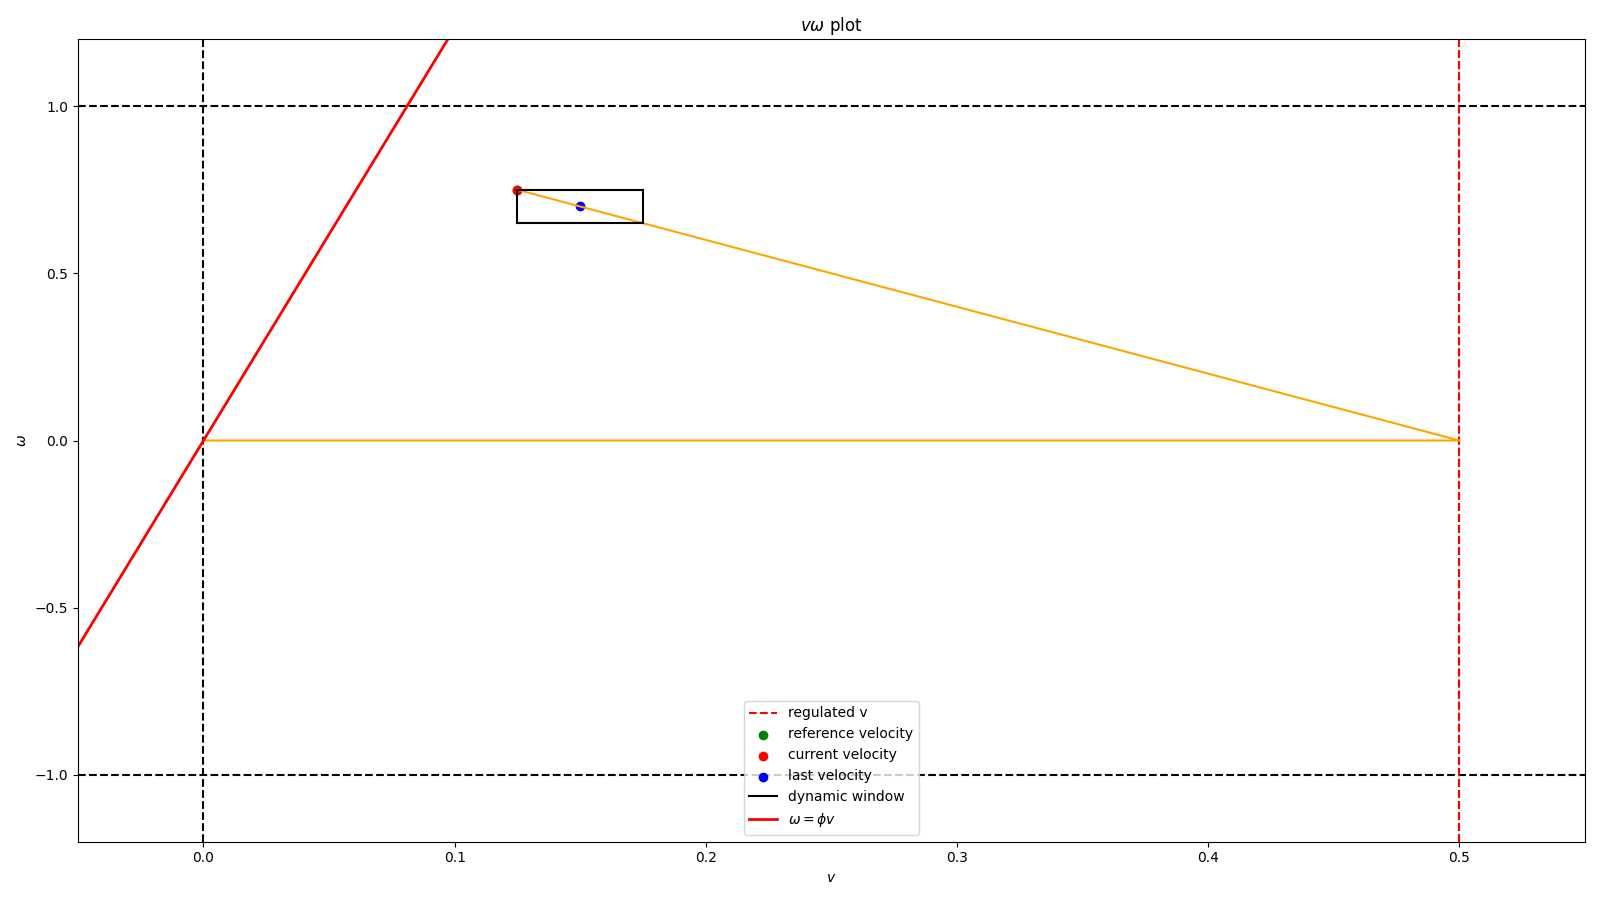 vω plot
1.0
0.5
0.0
−0.5
−1.0
ω
0.0 0.1 0.2 0.3 0.4 0.5
v
regulated v
reference velocity
current velocity
last velocity
dynamic window
ω = ϕv